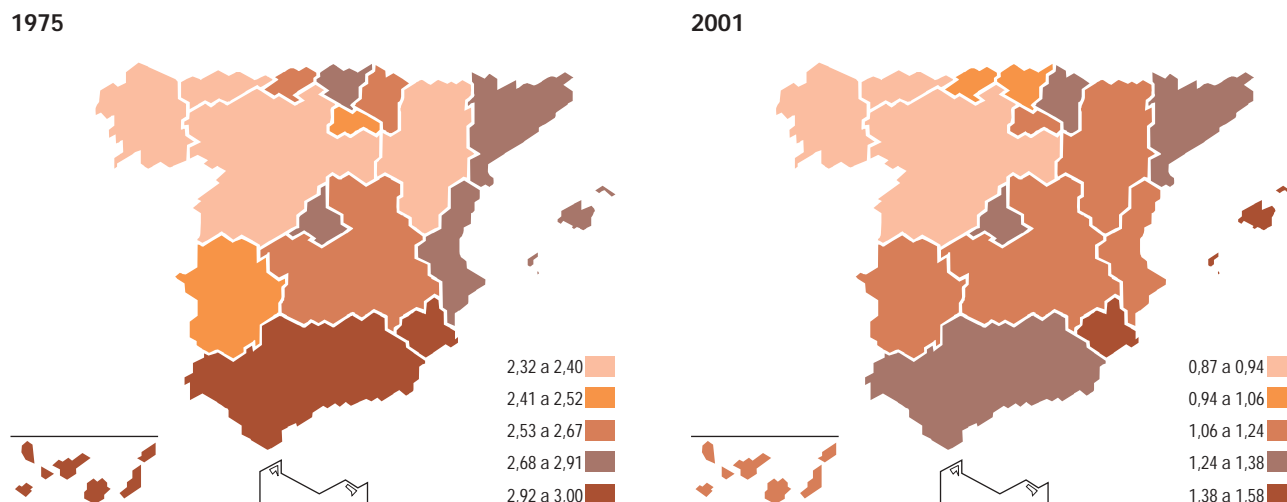 1975
2,32 a 2,40
2,41 a 2,52
2,53 a 2,67
2,68 a 2,91
2,92 a 3,00
2001
0,87 a 0,94
0,94 a 1,06
1,06 a 1,24
1,24 a 1,38
1,38 a 1,58